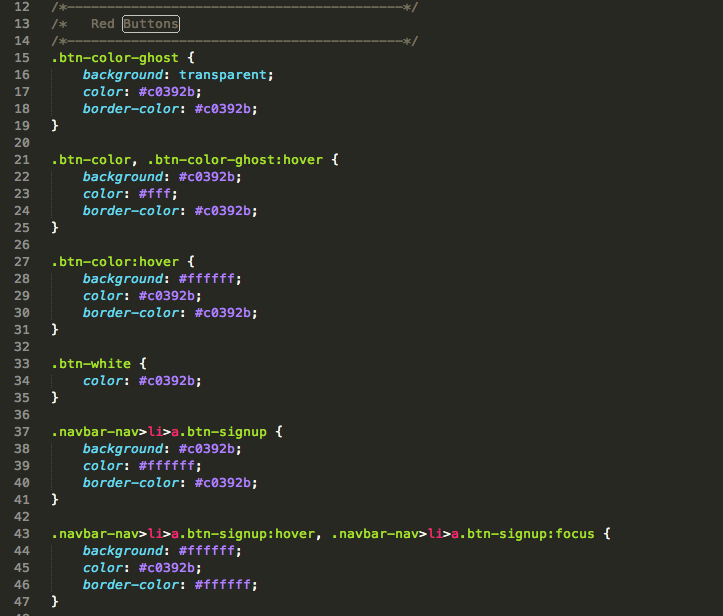 12 /*------------------------------------------*/
13 /*   Red Buttons
14 /*------------------------------------------*/
15 .btn-color-ghost {
16     background: transparent;
17     color: #c0392b;
18     border-color: #c0392b;
19 }
20
21 .btn-color, .btn-color-ghost:hover {
22     background: #c0392b;
23     color: #fff;
24     border-color: #c0392b;
25 }
26
27 .btn-color:hover {
28     background: #ffffff;
29     color: #c0392b;
30     border-color: #c0392b;
31 }
32
33 .btn-white {
34     color: #c0392b;
35 }
36
37 .navbar-nav>li>a.btn-signup {
38     background: #c0392b;
39     color: #ffffff;
40     border-color: #c0392b;
41 }
42
43 .navbar-nav>li>a.btn-signup:hover, .navbar-nav>li>a.btn-signup:focus {
44     background: #ffffff;
45     color: #c0392b;
46     border-color: #ffffff;
47 }